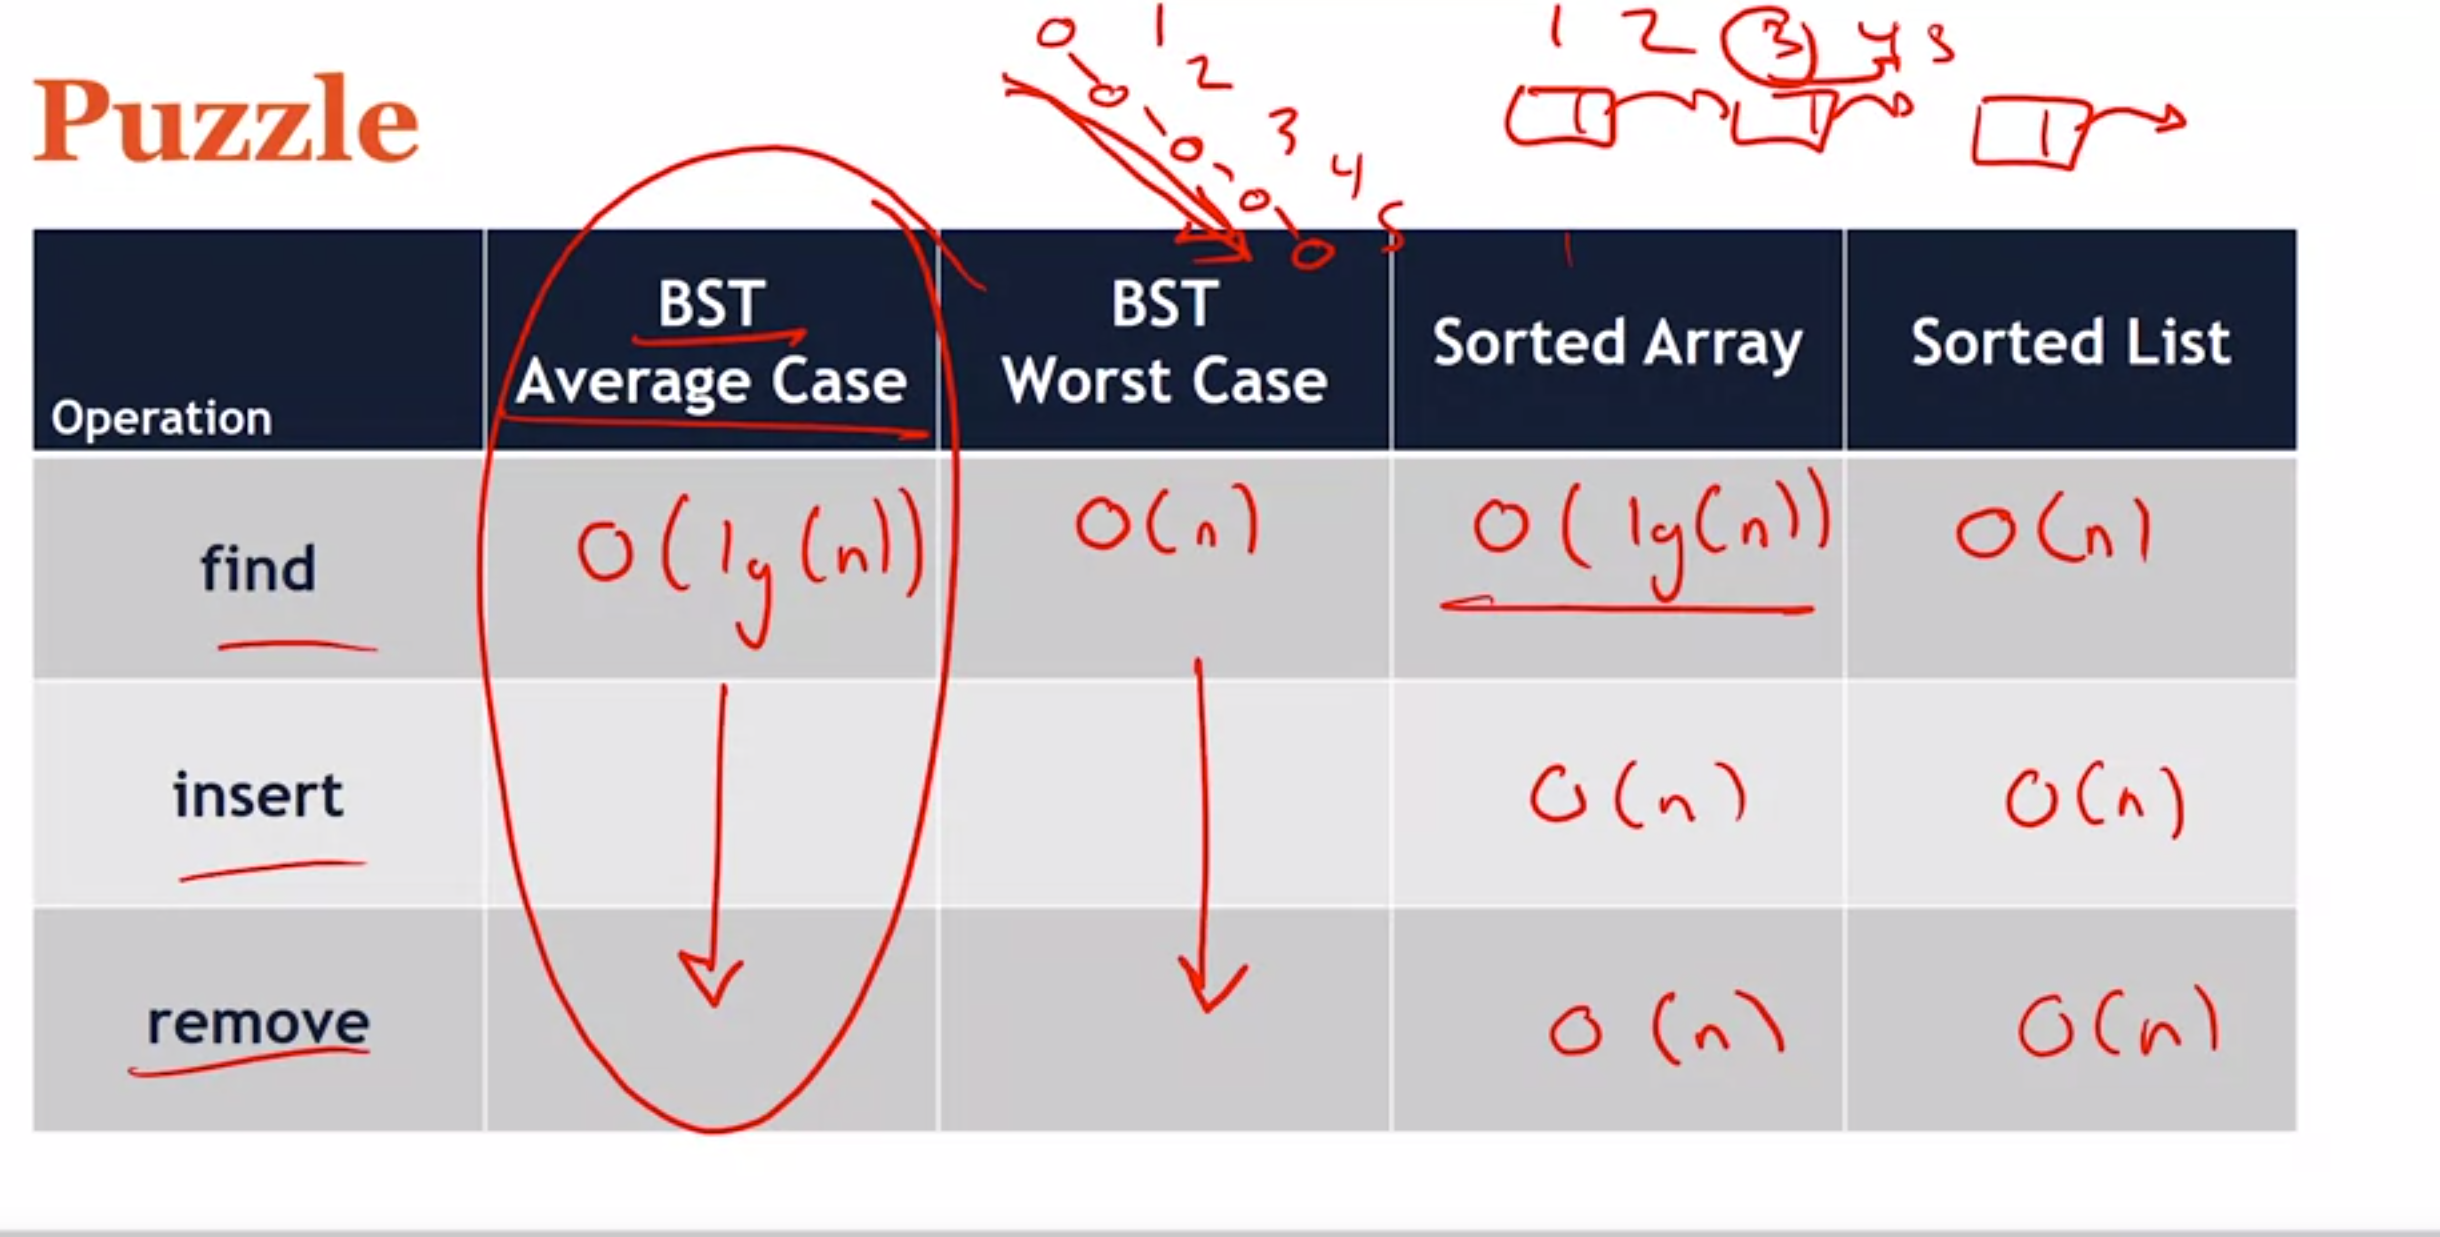 O 1
2
3
4
5
1 2 3 4 5
Puzzle
Operation
BST
Average Case
BST
Worst Case
Sorted Array
Sorted List
find
O(lg(n))
O(n)
O(lg(n))
O(n)
insert
O(n)
O(n)
remove
O(n)
O(n)